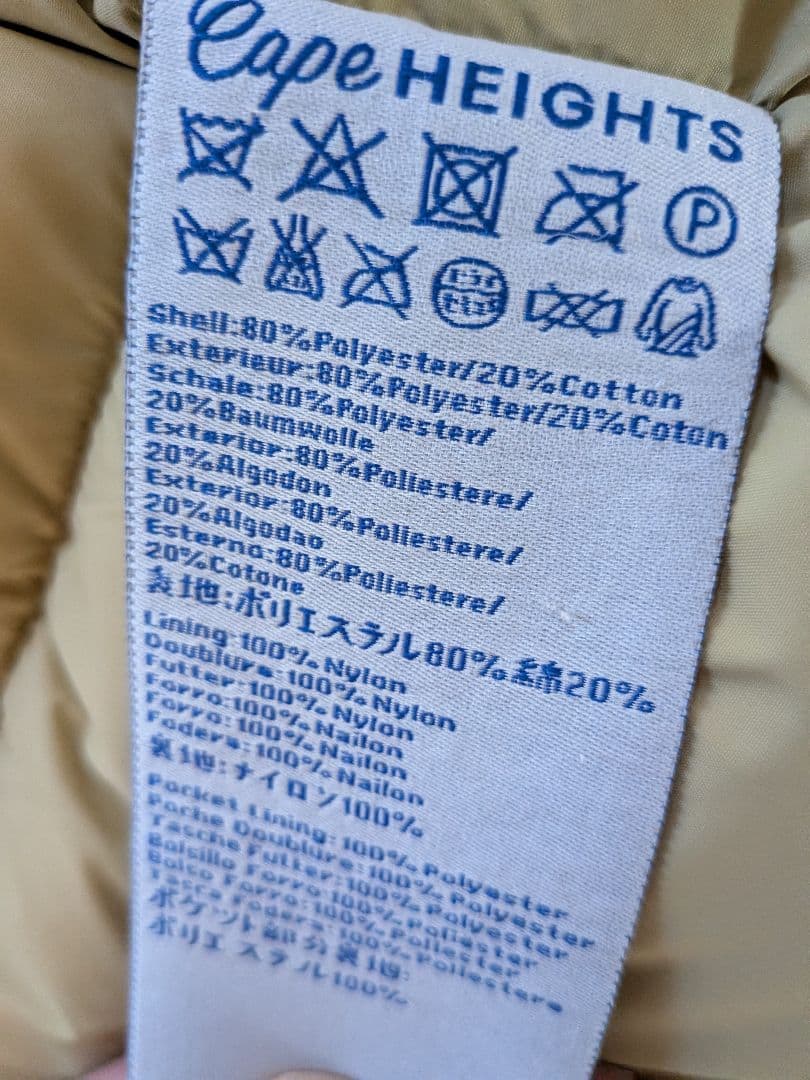 Cape HEIGHTS
P
Shell:80%Polyester/20%Cotton
Exterieur:80%Polyester/20%Coton
Schale:80%Polyester/
20%Baumwolle
Exterior:80%Poliestere/
20%Algodon
Exterior:80%Poliestere/
20%Algodao
Esterno:80%Poliestere/
20%Cotone
表地:ポリエステル80%綿20%
Lining:100%Nylon
Doublure:100%Nylon
Futter:100%Nylon
Forro:100%Nailon
Forro:100%Nailon
Fodera:100%Nailon
裏地:ナイロン100%
Pocket Lining:100%Polyester
Poche Doublure:100%Polyester
Tasche Futter:100%Polyester
Bolsillo Forro:100%Poliester
Bolso Forro:100%Poliester
Tasca Fodera:100%Poliestere
ポケット部分裏地:
ポリエステル100%